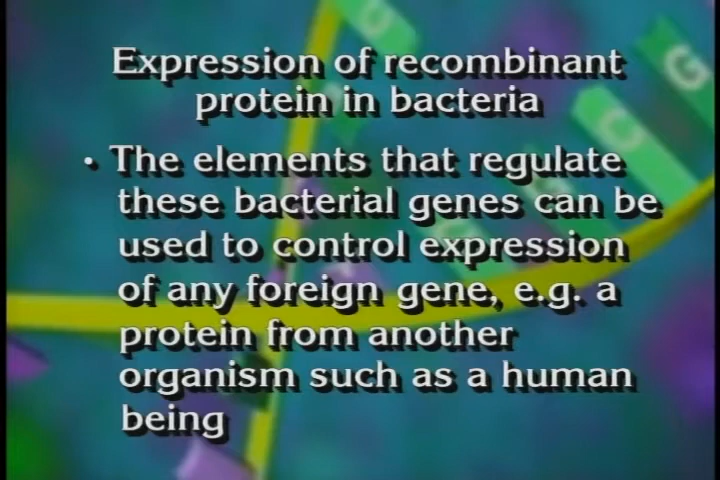 Expression of recombinant
protein in bacteria
• The elements that regulate
these bacterial genes can be
used to control expression
of any foreign gene, e.g. a
protein from another
organism such as a human
being
U
G
C